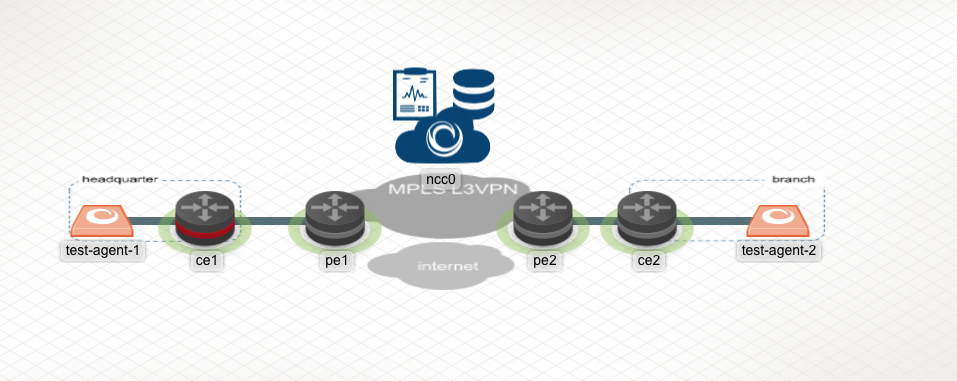 ncc0
headquarter
MPLS L3VPN
branch
test-agent-1
ce1
pe1
internet
pe2
ce2
test-agent-2